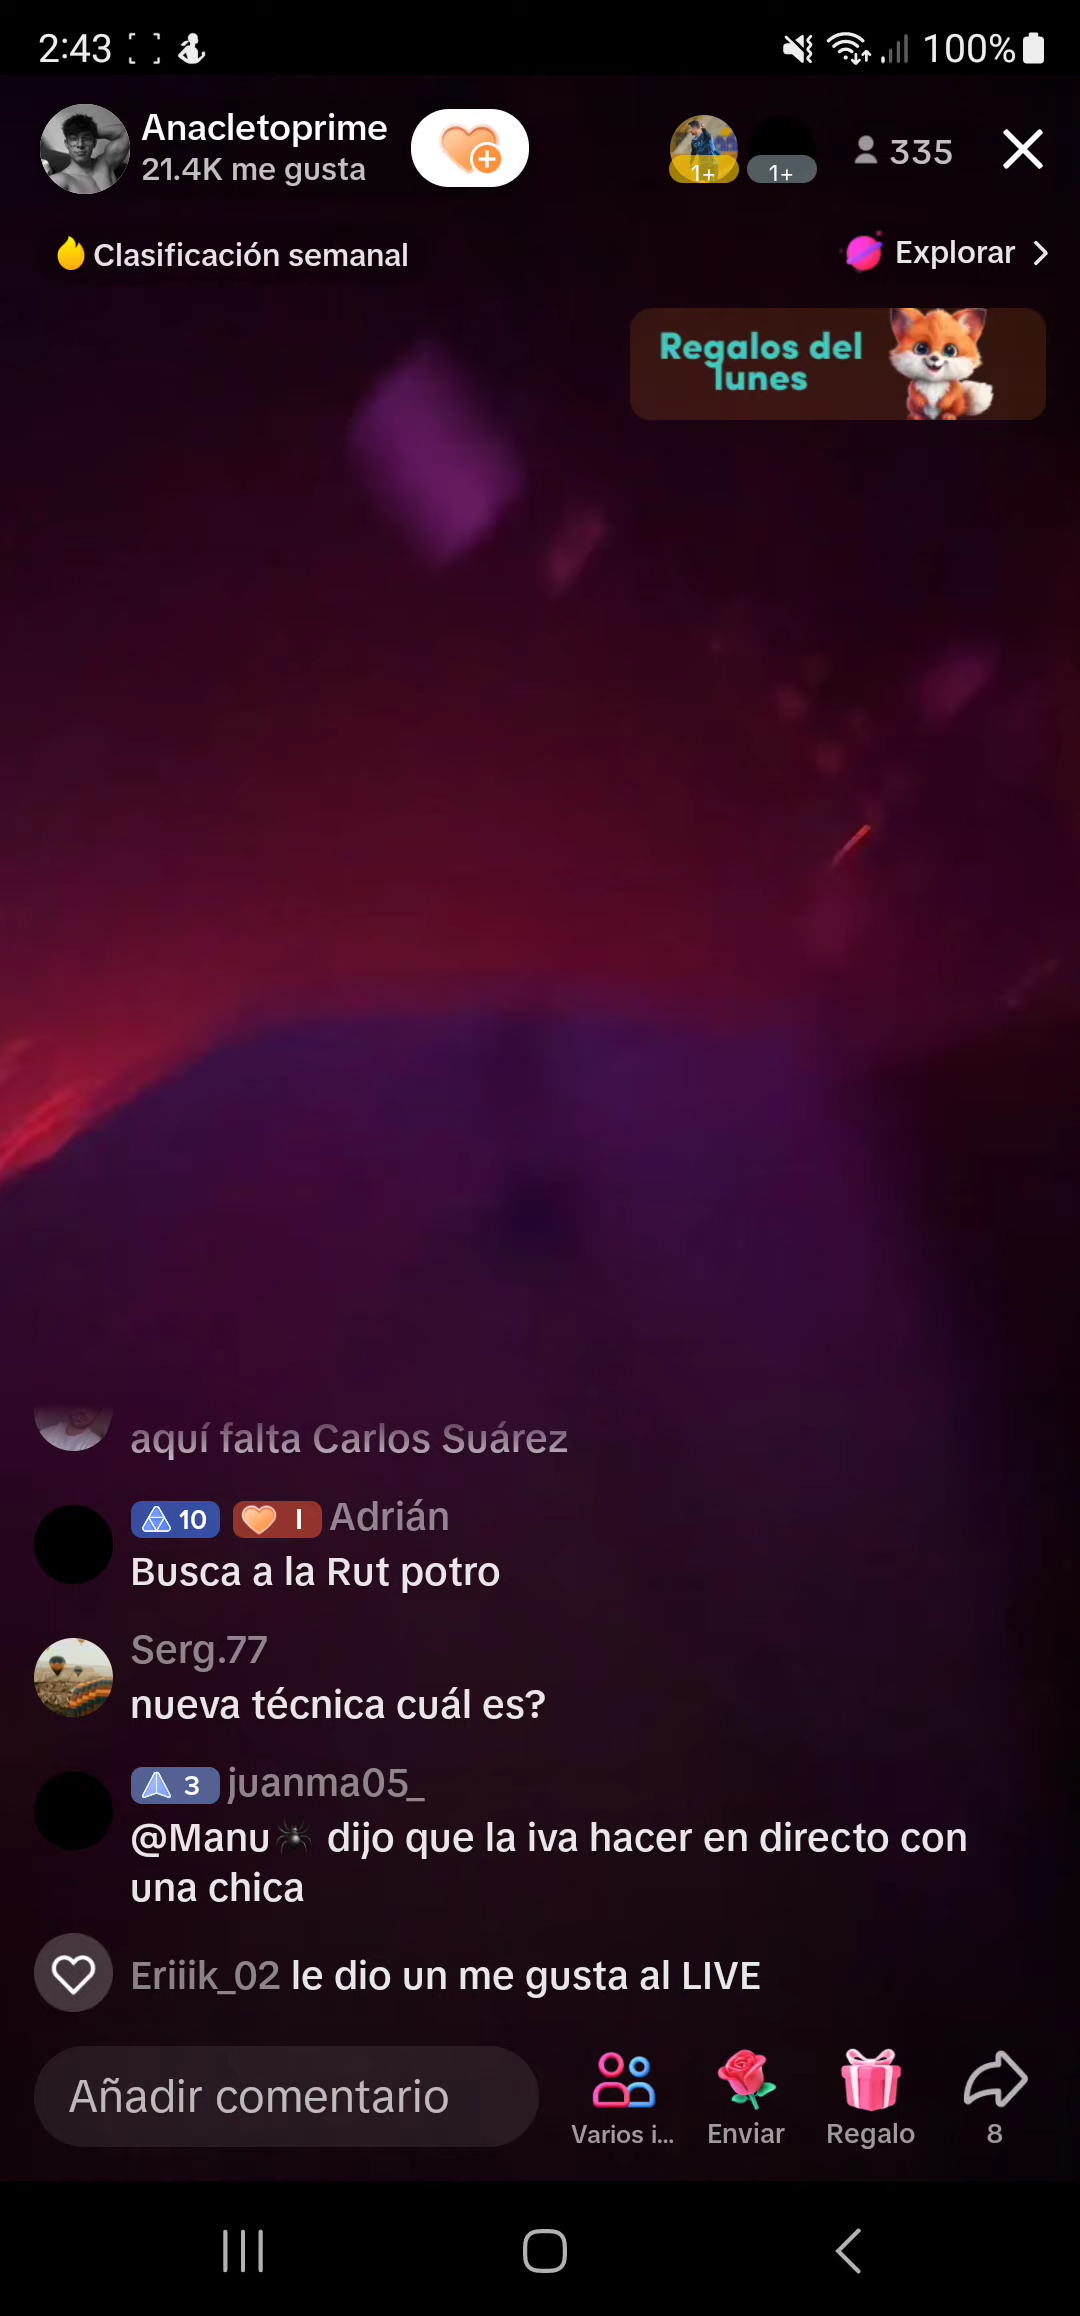 2:43
100%
Anacletoprime
21.4K me gusta
1+
1+
335
Clasificación semanal
Explorar
Regalos del
lunes
aquí falta Carlos Suárez
10 I Adrián
Busca a la Rut potro
Serg.77
nueva técnica cuál es?
3 juanma05_
@Manu🕷 dijo que la iva hacer en directo con
una chica
Eriiik_02 le dio un me gusta al LIVE
Añadir comentario
Varios i...
Enviar
Regalo
8